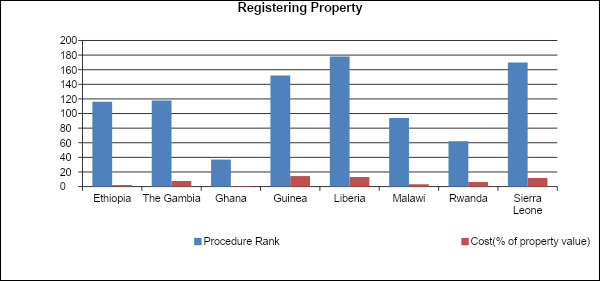 Registering Property
200
180
160
140
120
100
80
60
40
20
0
Ethiopia The Gambia Ghana Guinea Liberia Malawi Rwanda Sierra
Leone
Procedure Rank Cost(% of property value)